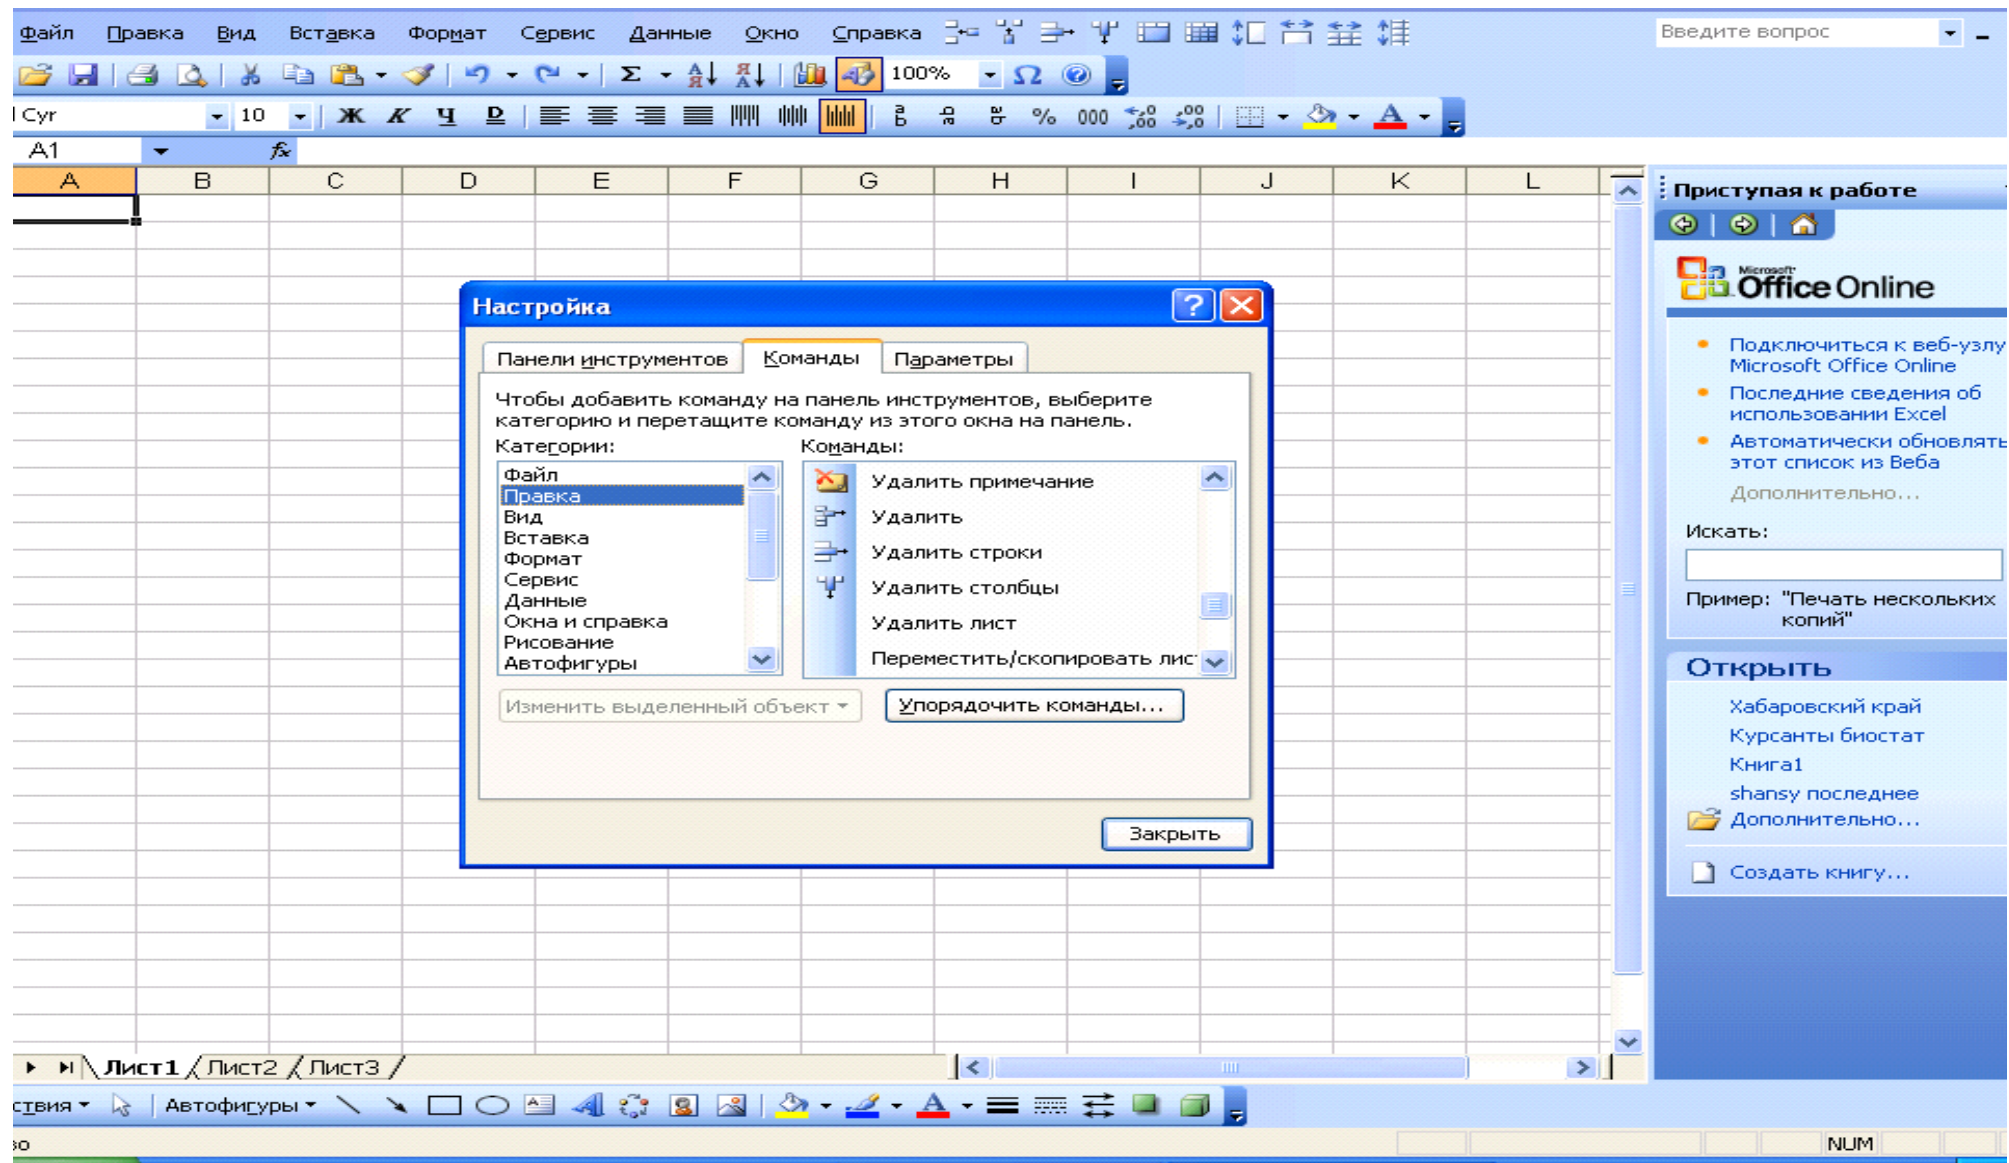 Файл Правка Вид Вставка Формат Сервис Данные Окно Справка Введите вопрос
Σ А Я Я А 100% Ω ?
l Cyr 10 Ж К Ч D % 000 A
A1 fx
A B C D E F G H I J K L
Приступая к работе
Microsoft
Office Online
Подключиться к веб-узлу
Microsoft Office Online
Последние сведения об
использовании Excel
Автоматически обновлять
этот список из Веба
Дополнительно...
Искать:
Пример: "Печать нескольких
копий"
Открыть
Хабаровский край
Курсанты биостат
Книга1
shansy последнее
Дополнительно...
Создать книгу...
Настройка
Панели инструментов Команды Параметры
Чтобы добавить команду на панель инструментов, выберите
категорию и перетащите команду из этого окна на панель.
Категории: Команды:
Файл
Правка
Вид
Вставка
Формат
Сервис
Данные
Окна и справка
Рисование
Автофигуры
Удалить примечание
Удалить
Удалить строки
Удалить столбцы
Удалить лист
Переместить/скопировать лис
Изменить выделенный объект Упорядочить команды...
Закрыть
Лист1 Лист2 Лист3
ствия Автофигуры A
во
NUM